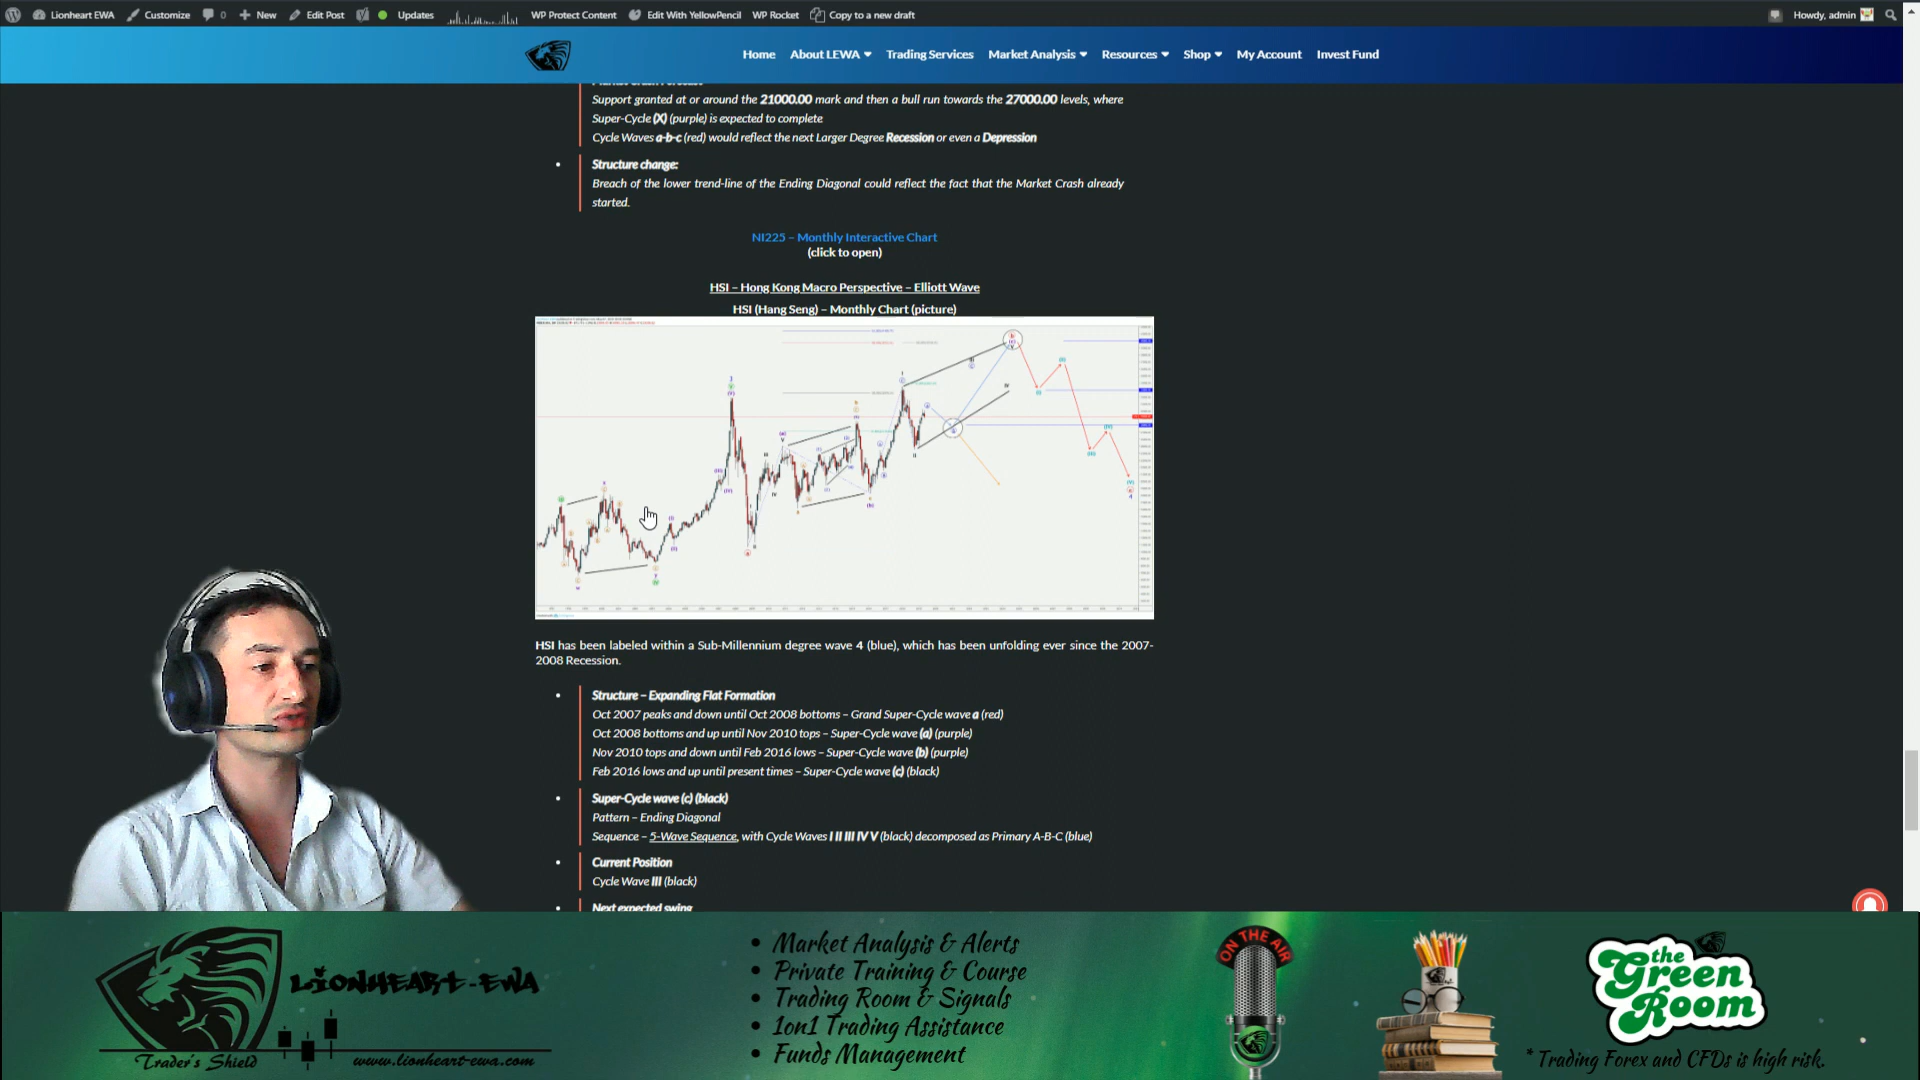 Lionheart EWA
Customize
0
New
Edit Post
Updates
WP Protect Content
Edit With YellowPencil
WP Rocket
Copy to a new draft
Howdy, admin
Home
About LEWA
Trading Services
Market Analysis
Resources
Shop
My Account
Invest Fund
Support granted at or around the 21000.00 mark and then a bull run towards the 27000.00 levels, where
Super-Cycle (X) (purple) is expected to complete
Cycle Waves a-b-c (red) would reflect the next Larger Degree Recession or even a Depression
Structure change:
Breach of the lower trend-line of the Ending Diagonal could reflect the fact that the Market Crash already
started.
NI225 – Monthly Interactive Chart
(click to open)
HSI – Hong Kong Macro Perspective – Elliott Wave
HSI (Hang Seng) – Monthly Chart (picture)
HSI has been labeled within a Sub-Millennium degree wave 4 (blue), which has been unfolding ever since the 2007-
2008 Recession.
Structure – Expanding Flat Formation
Oct 2007 peaks and down until Oct 2008 bottoms – Grand Super-Cycle wave a (red)
Oct 2008 bottoms and up until Nov 2010 tops – Super-Cycle wave (a) (purple)
Nov 2010 tops and down until Feb 2016 lows – Super-Cycle wave (b) (purple)
Feb 2016 lows and up until present times – Super-Cycle wave (c) (black)
Super-Cycle wave (c) (black)
Pattern – Ending Diagonal
Sequence – 5-Wave Sequence, with Cycle Waves I II III IV V (black) decomposed as Primary A-B-C (blue)
Current Position
Cycle Wave III (black)
Next expected swing
LIONHEART-EWA
Trader's Shield
www.lionheart-ewa.com
Market Analysis & Alerts
Private Training & Course
Trading Room & Signals
1on1 Trading Assistance
Funds Management
ON THE AIR
the
Green
Room
* Trading Forex and CFDs is high risk.